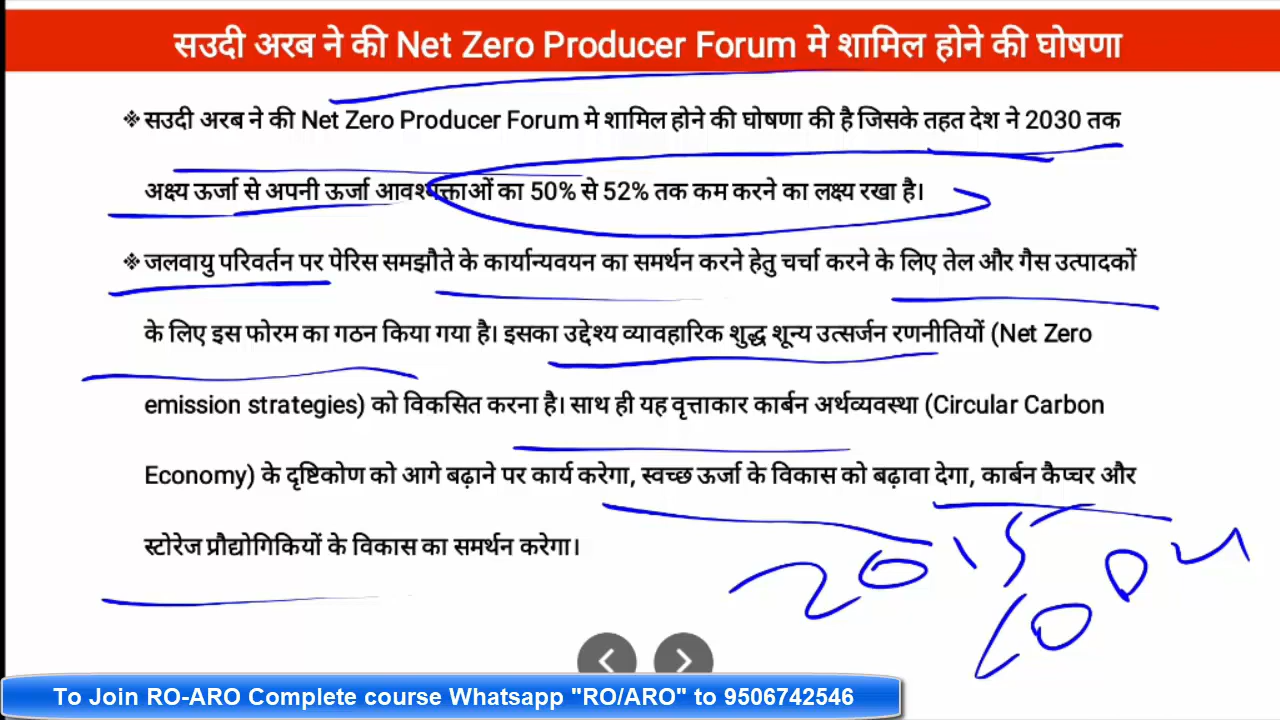 सउदी अरब ने की Net Zero Producer Forum मे शामिल होने की घोषणा
❖ सउदी अरब ने की Net Zero Producer Forum मे शामिल होने की घोषणा की है जिसके तहत देश ने 2030 तक
अक्ष्य ऊर्जा से अपनी ऊर्जा आवश्यक्ताओं का 50% से 52% तक कम करने का लक्ष्य रखा है।
❖ जलवायु परिवर्तन पर पेरिस समझौते के कार्यान्यवयन का समर्थन करने हेतु चर्चा करने के लिए तेल और गैस उत्पादकों
के लिए इस फोरम का गठन किया गया है। इसका उद्देश्य व्यावहारिक शुद्ध शून्य उत्सर्जन रणनीतियों (Net Zero
emission strategies) को विकसित करना है। साथ ही यह वृत्ताकार कार्बन अर्थव्यवस्था (Circular Carbon
Economy) के दृष्टिकोण को आगे बढ़ाने पर कार्य करेगा, स्वच्छ ऊर्जा के विकास को बढ़ावा देगा, कार्बन कैप्चर और
स्टोरेज प्रौद्योगिकियों के विकास का समर्थन करेगा।
2015
To Join RO-ARO Complete course Whatsapp "RO/ARO" to 9506742546